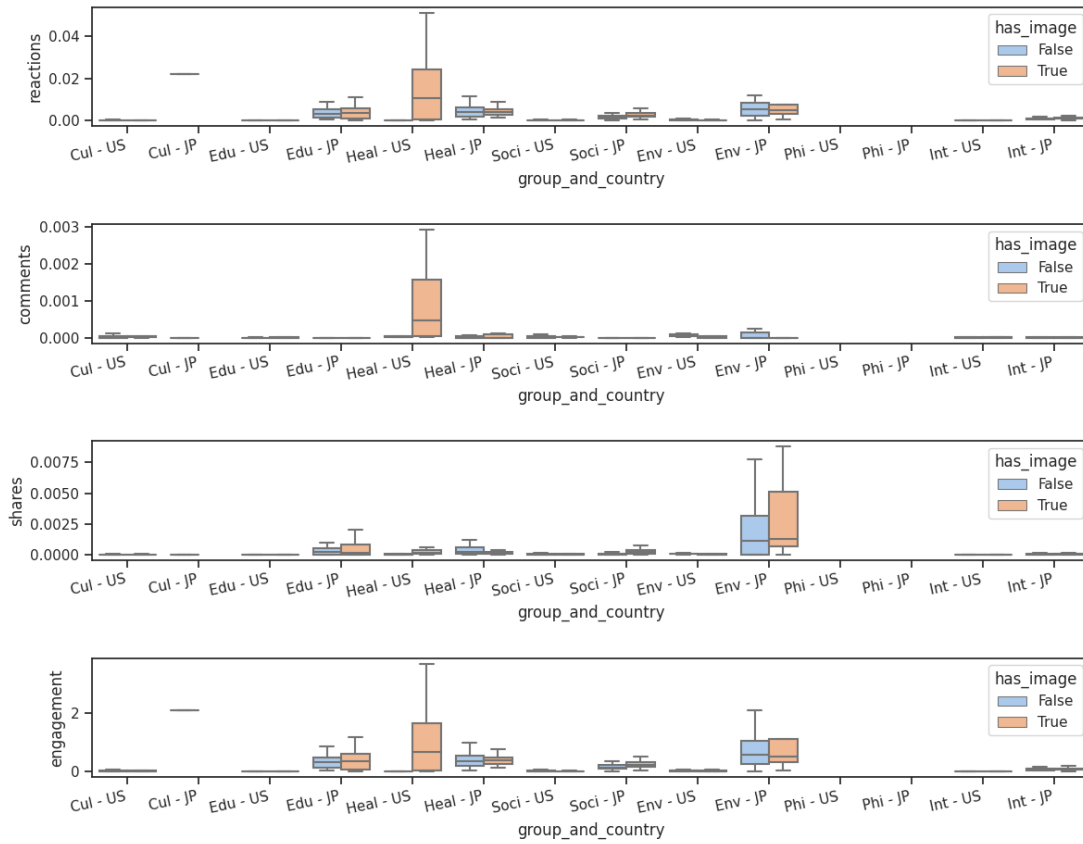 has_image
False
True
reactions
0.04
0.02
0.00
Cul - US
Cul - JP
Edu - US
Edu - JP
Heal - US
Heal - JP
Soci - US
Soci - JP
Env - US
Env - JP
Phi - US
Phi - JP
Int - US
Int - JP
group_and_country
has_image
False
True
comments
0.003
0.002
0.001
0.000
Cul - US
Cul - JP
Edu - US
Edu - JP
Heal - US
Heal - JP
Soci - US
Soci - JP
Env - US
Env - JP
Phi - US
Phi - JP
Int - US
Int - JP
group_and_country
has_image
False
True
shares
0.0075
0.0050
0.0025
0.0000
Cul - US
Cul - JP
Edu - US
Edu - JP
Heal - US
Heal - JP
Soci - US
Soci - JP
Env - US
Env - JP
Phi - US
Phi - JP
Int - US
Int - JP
group_and_country
has_image
False
True
engagement
2
0
Cul - US
Cul - JP
Edu - US
Edu - JP
Heal - US
Heal - JP
Soci - US
Soci - JP
Env - US
Env - JP
Phi - US
Phi - JP
Int - US
Int - JP
group_and_country